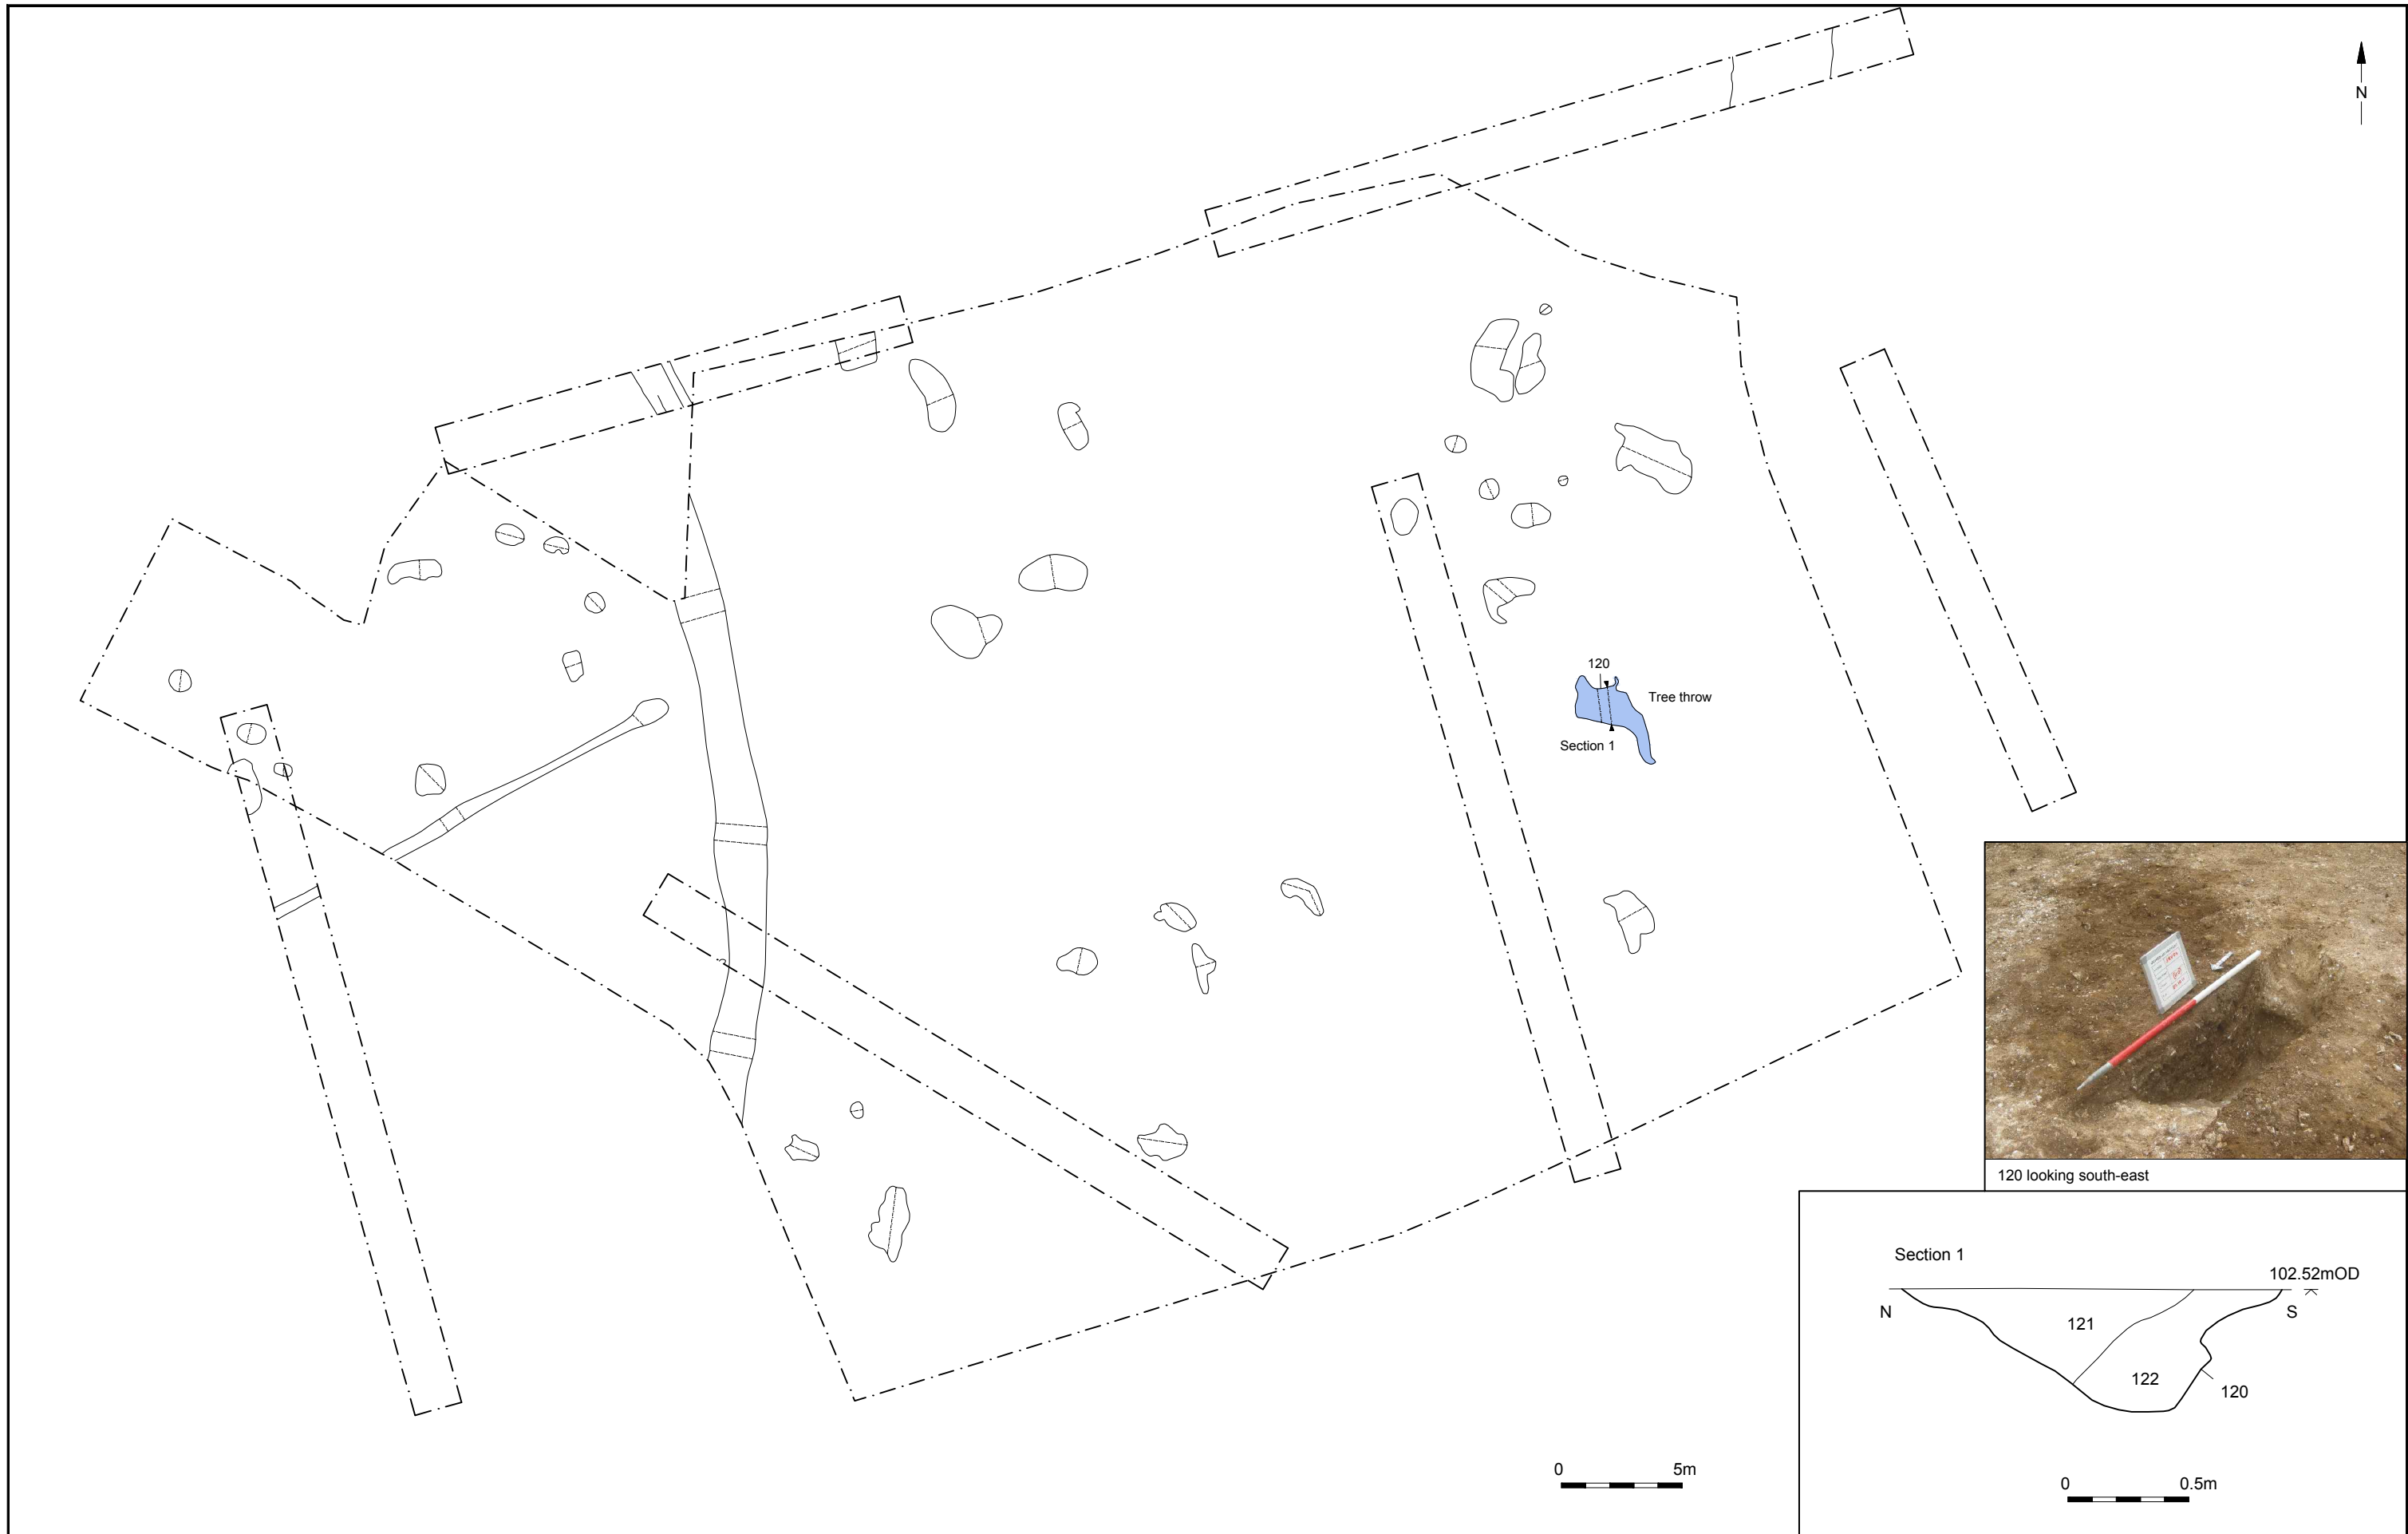 N
120
Tree throw
Section 1
120 looking south-east
Section 1
102.52mOD
N
S
121
122
120
0 5m
0 0.5m